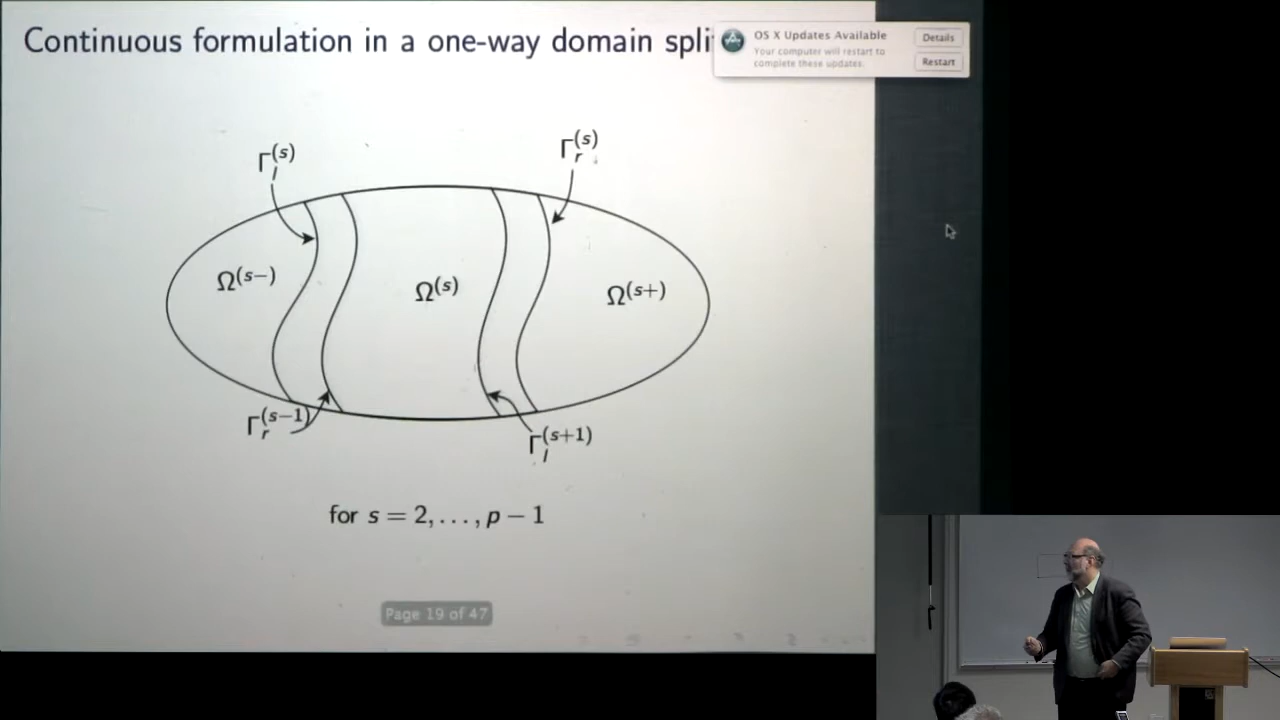 Continuous formulation in a one-way domain spli
OS X Updates Available
Your computer will restart to
complete these updates.
Details
Restart
Γ_l^(s)
Γ_r^(s)
Ω^(s−)
Ω^(s)
Ω^(s+)
Γ_r^(s−1)
Γ_l^(s+1)
for s = 2, . . . , p − 1
Page 19 of 47